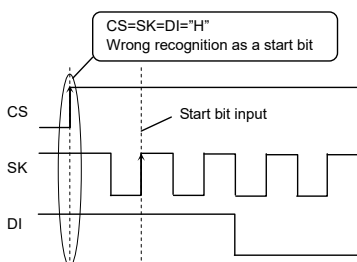 CS=SK=DI=”H”
Wrong recognition as a start bit
Start bit input
CS
SK
DI